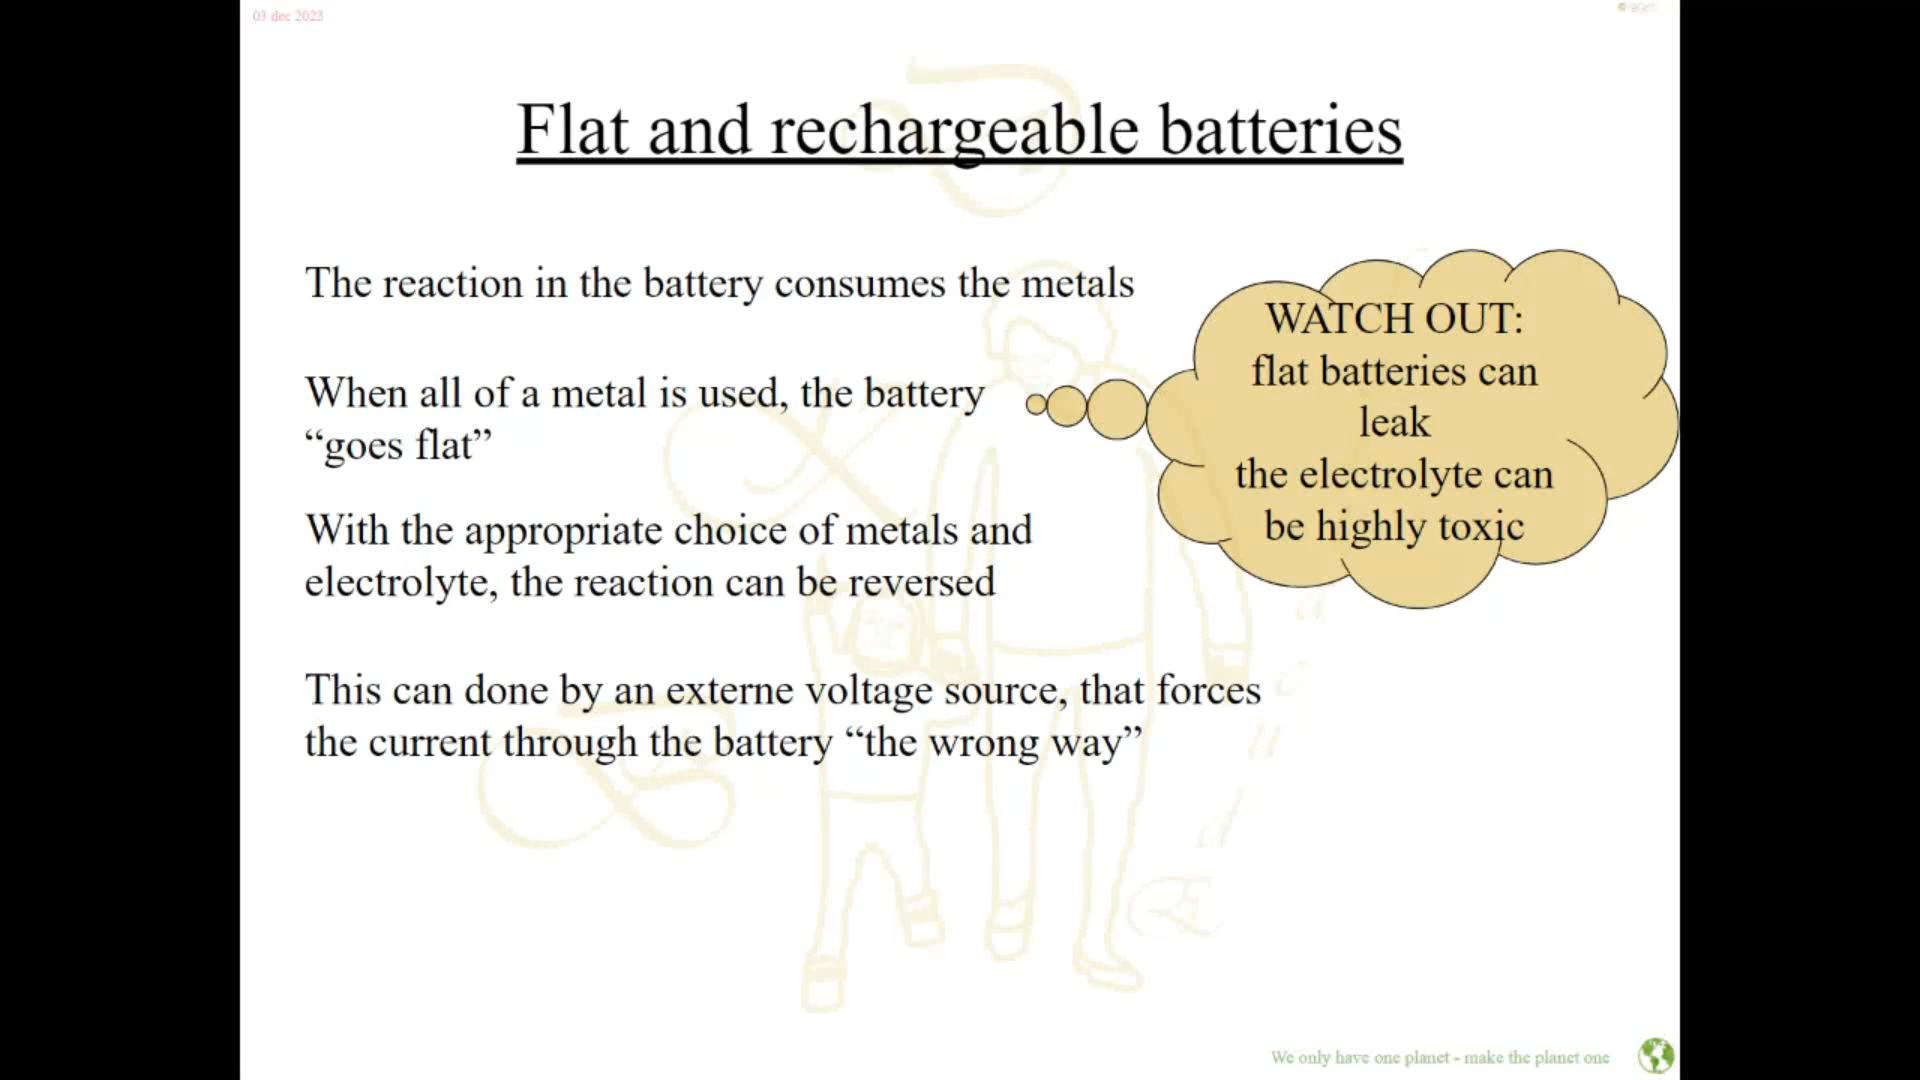 03 dec 2023
Flat and rechargeable batteries
The reaction in the battery consumes the metals
When all of a metal is used, the battery
“goes flat”
WATCH OUT:
flat batteries can
leak
the electrolyte can
be highly toxic
With the appropriate choice of metals and
electrolyte, the reaction can be reversed
This can done by an externe voltage source, that forces
the current through the battery “the wrong way”
We only have one planet - make the planet one